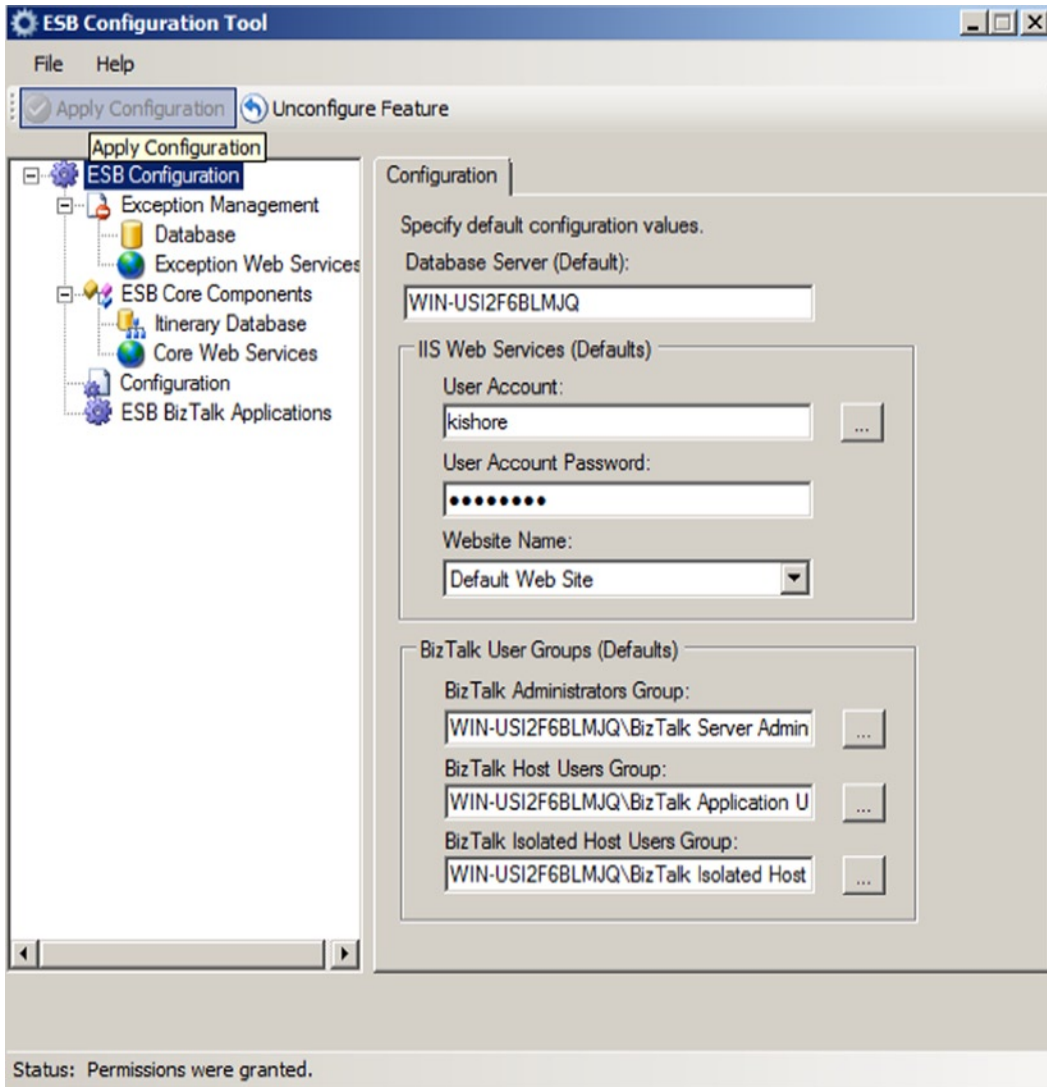 ESB Configuration Tool
File Help
Apply Configuration Unconfigure Feature
Apply Configuration
ESB Configuration
Exception Management
Database
Exception Web Services
ESB Core Components
Itinerary Database
Core Web Services
Configuration
ESB BizTalk Applications
Configuration
Specify default configuration values.
Database Server (Default):
WIN-USI2F6BLMJQ
IIS Web Services (Defaults)
User Account:
kishore
...
User Account Password:
••••••••
Website Name:
Default Web Site
BizTalk User Groups (Defaults)
BizTalk Administrators Group:
WIN-USI2F6BLMJQ\BizTalk Server Admin
...
BizTalk Host Users Group:
WIN-USI2F6BLMJQ\BizTalk Application U
...
BizTalk Isolated Host Users Group:
WIN-USI2F6BLMJQ\BizTalk Isolated Host
...
Status: Permissions were granted.